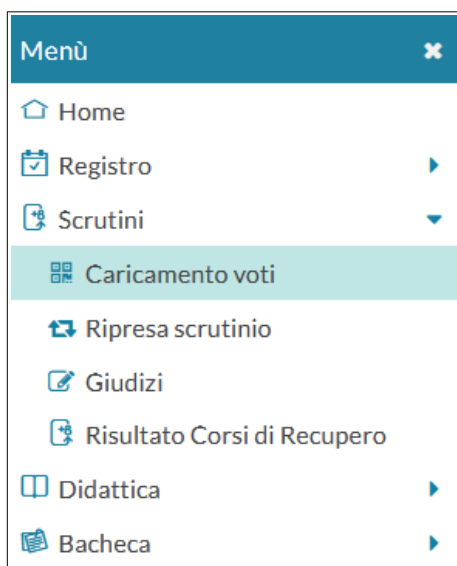 Menù
Home
Registro
Scrutini
Caricamento voti
Ripresa scrutinio
Giudizi
Risultato Corsi di Recupero
Didattica
Bacheca